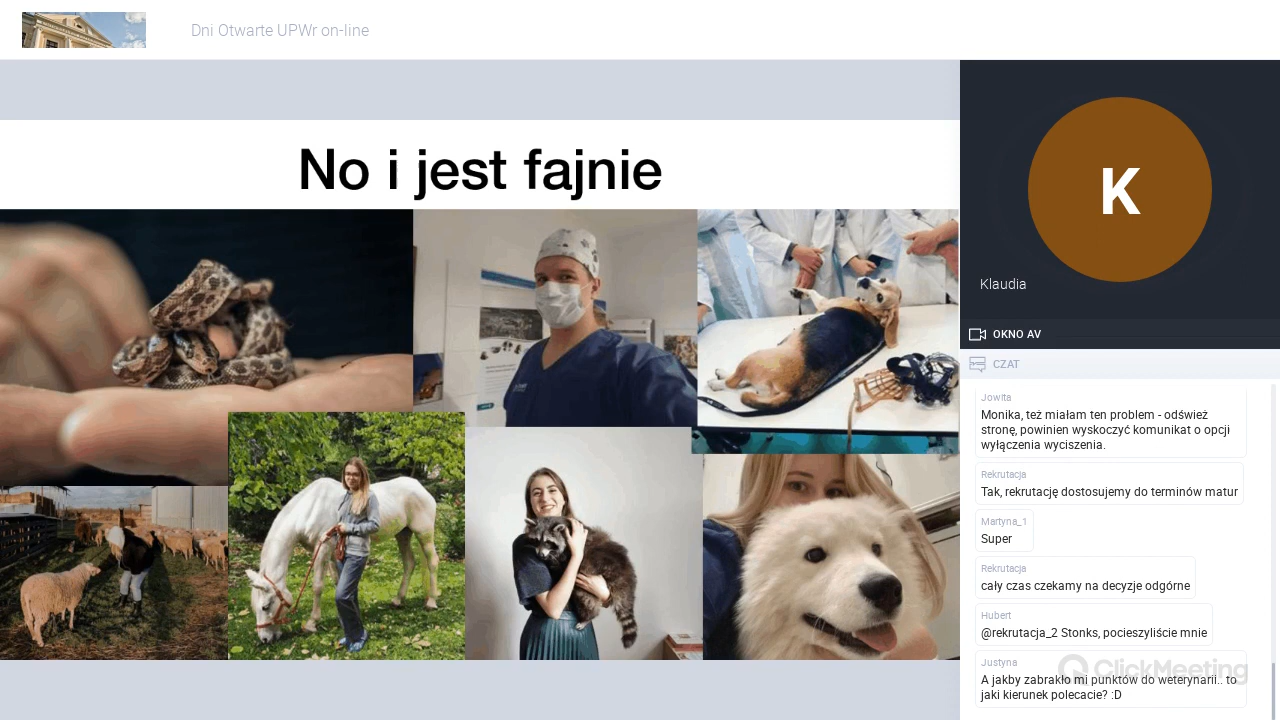 Dni Otwarte UPWr on-line
No i jest fajnie
K
Klaudia
OKNO AV
CZAT
Jowita
Monika, też miałam ten problem - odśwież
stronę, powinien wyskoczyć komunikat o opcji
wyłączenia wyciszenia.
Rekrutacja
Tak, rekrutację dostosujemy do terminów matur
Martyna_1
Super
Rekrutacja
cały czas czekamy na decyzje odgórne
Hubert
@rekrutacja_2 Stonks, pocieszyliście mnie
Justyna
A jakby zabrakło mi punktów do weterynarii.. to
jaki kierunek polecacie? :D
ClickMeeting